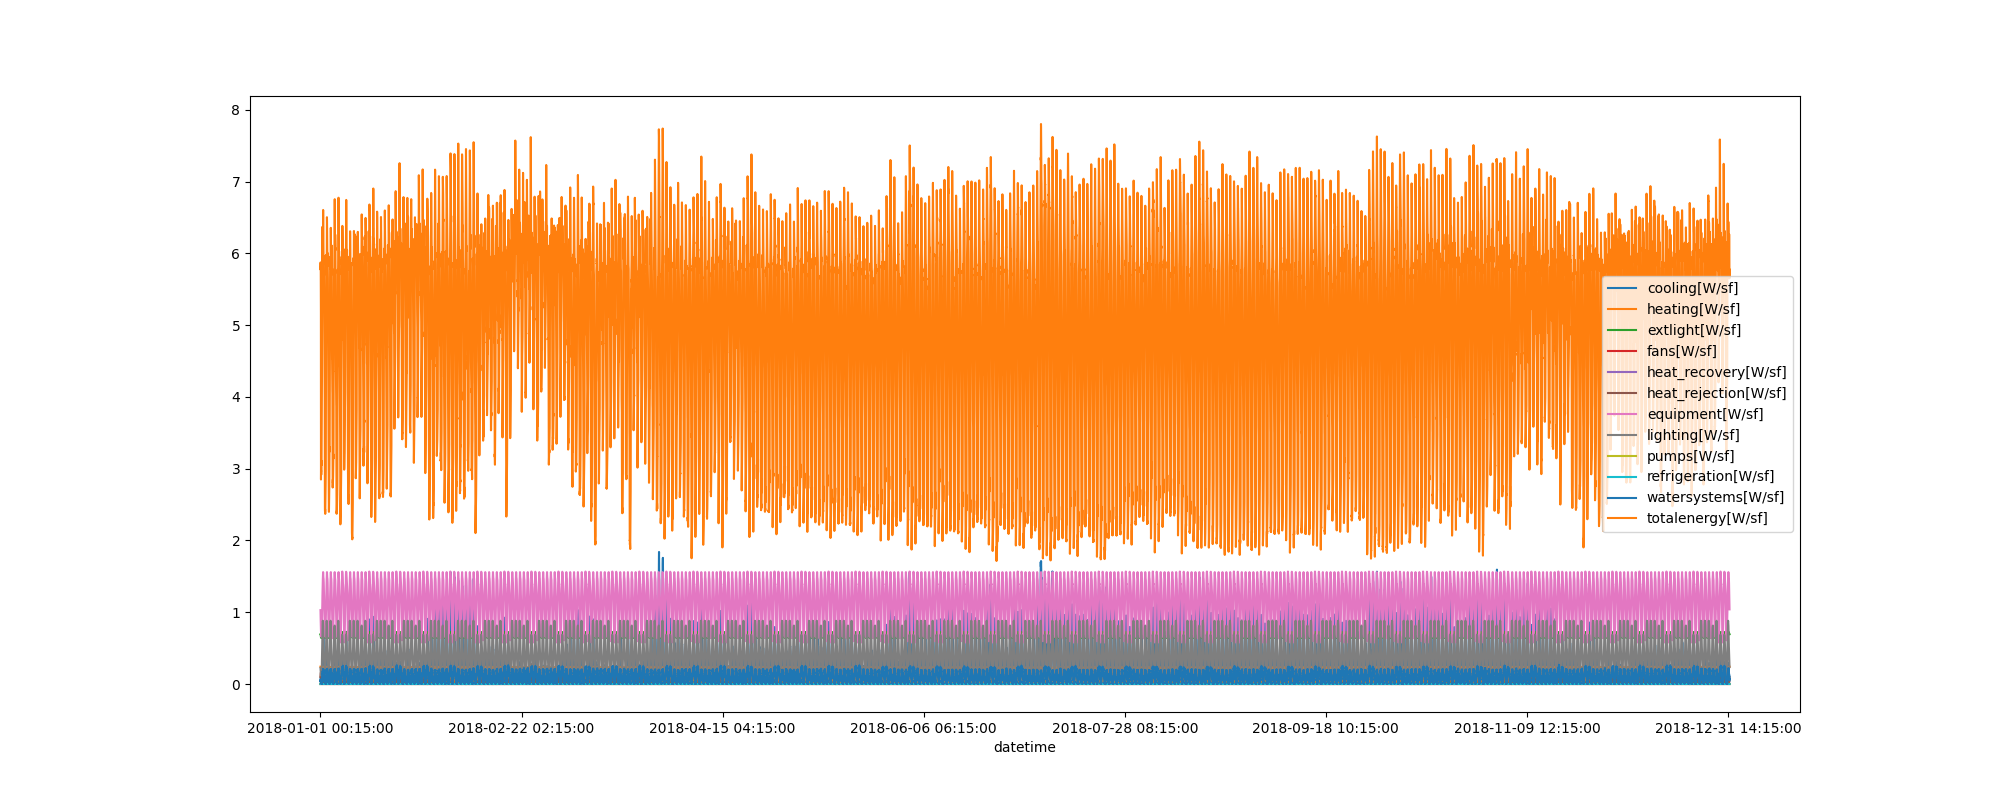 8
7
6
5
4
3
2
1
0
cooling[W/sf]
heating[W/sf]
extlight[W/sf]
fans[W/sf]
heat_recovery[W/sf]
heat_rejection[W/sf]
equipment[W/sf]
lighting[W/sf]
pumps[W/sf]
refrigeration[W/sf]
watersystems[W/sf]
totalenergy[W/sf]
2018-01-01 00:15:00 2018-02-22 02:15:00 2018-04-15 04:15:00 2018-06-06 06:15:00 2018-07-28 08:15:00 2018-09-18 10:15:00 2018-11-09 12:15:00 2018-12-31 14:15:00
datetime